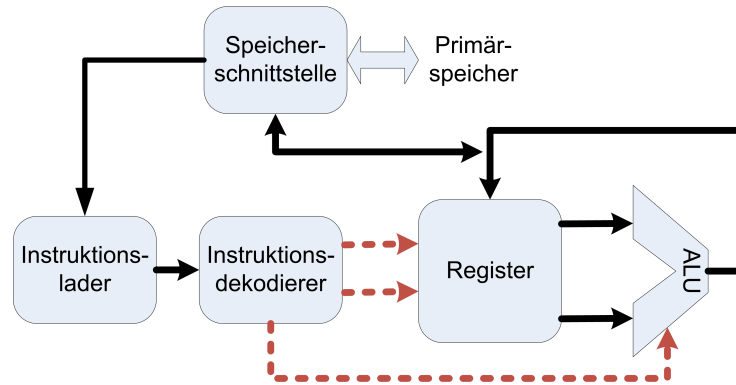 Speicher-
schnittstelle
Primär-
speicher
Instruktions-
lader
Instruktions-
dekodierer
Register
ALU